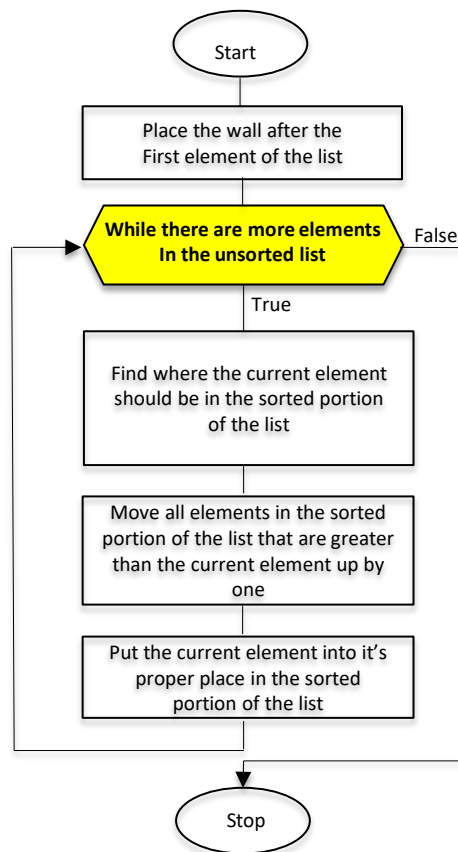 Start
Place the wall after the
First element of the list
While there are more elements
In the unsorted list
False
True
Find where the current element
should be in the sorted portion
of the list
Move all elements in the sorted
portion of the list that are greater
than the current element up by
one
Put the current element into it’s
proper place in the sorted
portion of the list
Stop